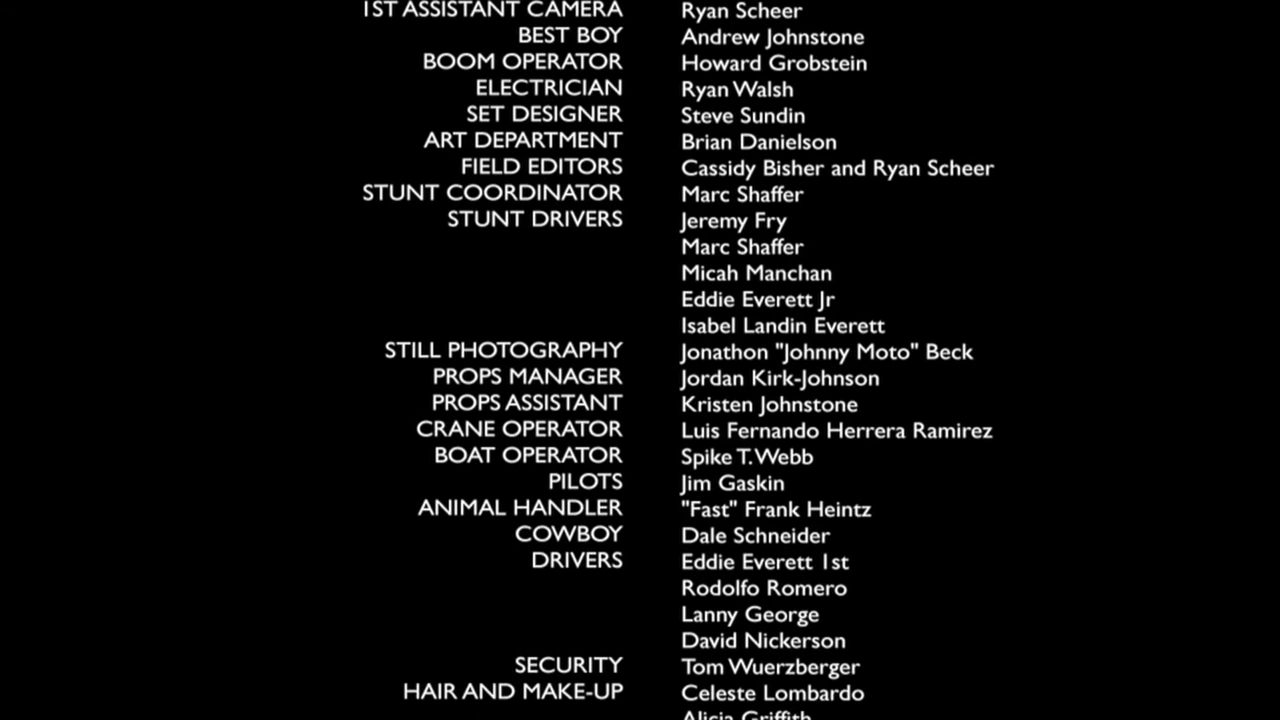 1ST ASSISTANT CAMERA Ryan Scheer
BEST BOY Andrew Johnstone
BOOM OPERATOR Howard Grobstein
ELECTRICIAN Ryan Walsh
SET DESIGNER Steve Sundin
ART DEPARTMENT Brian Danielson
FIELD EDITORS Cassidy Bisher and Ryan Scheer
STUNT COORDINATOR Marc Shaffer
STUNT DRIVERS Jeremy Fry
Marc Shaffer
Micah Manchan
Eddie Everett Jr
Isabel Landin Everett
STILL PHOTOGRAPHY Jonathon "Johnny Moto" Beck
PROPS MANAGER Jordan Kirk-Johnson
PROPS ASSISTANT Kristen Johnstone
CRANE OPERATOR Luis Fernando Herrera Ramirez
BOAT OPERATOR Spike T. Webb
PILOTS Jim Gaskin
ANIMAL HANDLER "Fast" Frank Heintz
COWBOY Dale Schneider
DRIVERS Eddie Everett 1st
Rodolfo Romero
Lanny George
David Nickerson
SECURITY Tom Wuerzberger
HAIR AND MAKE-UP Celeste Lombardo
Alicia Griffith